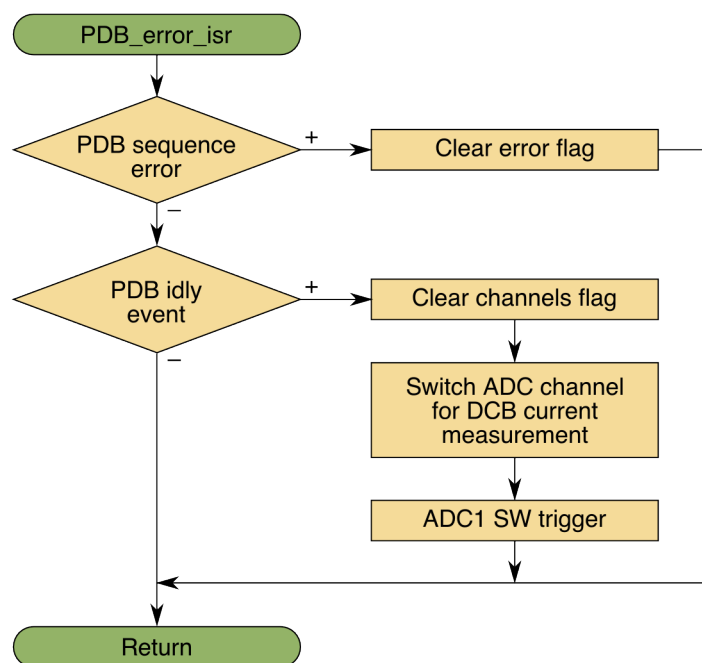 PDB_error_isr
PDB sequence
error
+
Clear error flag
–
PDB idly
event
+
Clear channels flag
–
Switch ADC channel
for DCB current
measurement
ADC1 SW trigger
Return